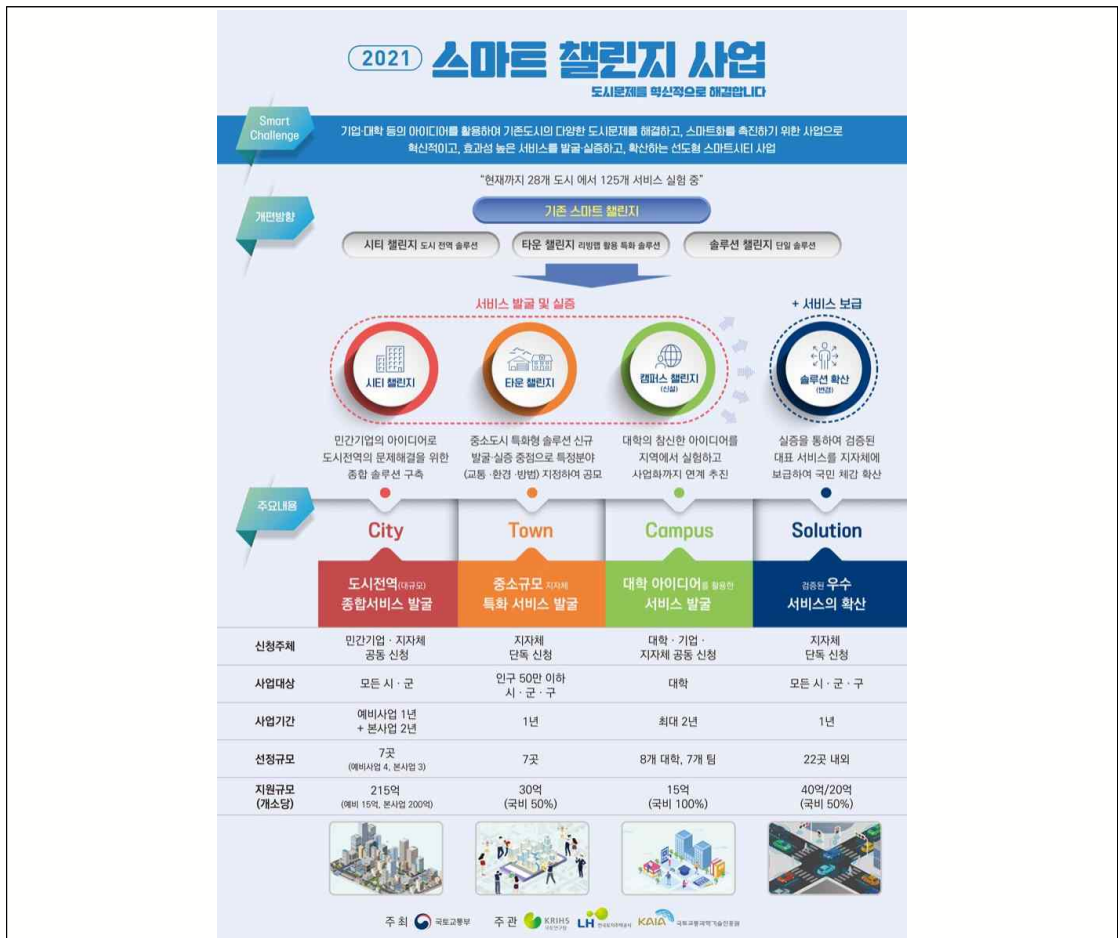 2021 스마트 챌린지 사업
도시문제를 혁신적으로 해결합니다
Smart
Challenge
기업·대학 등의 아이디어를 활용하여 기존도시의 다양한 도시문제를 해결하고, 스마트화를 촉진하기 위한 사업으로
혁신적이고, 효과성 높은 서비스를 발굴·실증하고, 확산하는 선도형 스마트시티 사업
"현재까지 28개 도시 에서 125개 서비스 실험 중"
개편방향
기존 스마트 챌린지
시티 챌린지 도시 전역 솔루션
타운 챌린지 리빙랩 활용 특화 솔루션
솔루션 챌린지 단일 솔루션
서비스 발굴 및 실증
+ 서비스 보급
시티 챌린지
타운 챌린지
캠퍼스 챌린지
(신설)
솔루션 확산
(변경)
민간기업의 아이디어로
도시전역의 문제해결을 위한
종합 솔루션 구축
중소도시 특화형 솔루션 신규
발굴·실증 중점으로 특정분야
(교통·환경·방범) 지정하여 공모
대학의 참신한 아이디어를
지역에서 실험하고
사업화까지 연계 추진
실증을 통하여 검증된
대표 서비스를 지자체에
보급하여 국민 체감 확산
주요내용
City
Town
Campus
Solution
도시전역(대규모)
종합서비스 발굴
중소규모 지자체
특화 서비스 발굴
대학 아이디어를 활용한
서비스 발굴
검증된 우수
서비스의 확산
신청주체
민간기업 · 지자체
공동 신청
지자체
단독 신청
대학 · 기업 ·
지자체 공동 신청
지자체
단독 신청
사업대상
모든 시 · 군
인구 50만 이하
시 · 군 · 구
대학
모든 시 · 군 · 구
사업기간
예비사업 1년
+ 본사업 2년
1년
최대 2년
1년
선정규모
7곳
(예비사업 4, 본사업 3)
7곳
8개 대학, 7개 팀
22곳 내외
지원규모
(개소당)
215억
(예비 15억, 본사업 200억)
30억
(국비 50%)
15억
(국비 100%)
40억/20억
(국비 50%)
주 최 국토교통부 주 관 KRIHS 국토연구원 LH 한국토지주택공사 KAIA 국토교통과학기술진흥원